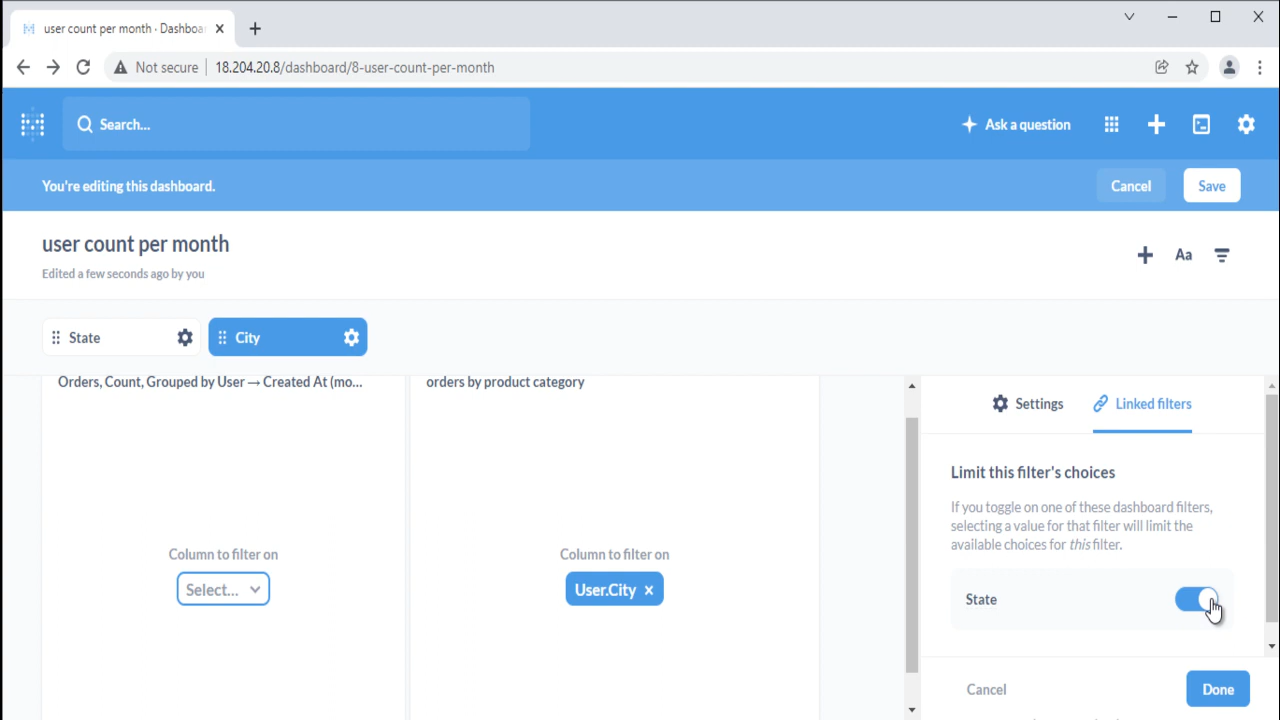 user count per month · Dashboa
Not secure
18.204.20.8/dashboard/8-user-count-per-month
Search...
Ask a question
You're editing this dashboard.
Cancel
Save
user count per month
Edited a few seconds ago by you
Aa
State
City
Orders, Count, Grouped by User → Created At (mo...
orders by product category
Settings
Linked filters
Limit this filter's choices
If you toggle on one of these dashboard filters,
selecting a value for that filter will limit the
available choices for this filter.
Column to filter on
Column to filter on
Select...
User.City
State
Cancel
Done